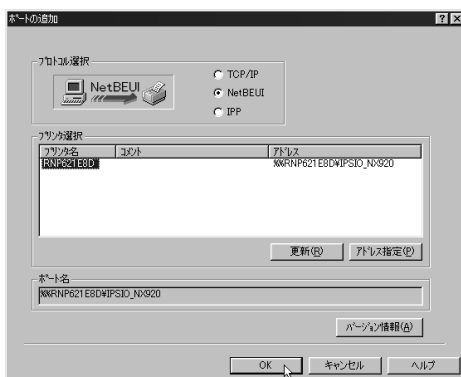 ﾎﾟｰﾄの追加
ﾌﾟﾛﾄｺﾙ選択
NetBEUI
TCP/IP
NetBEUI
IPP
ﾌﾟﾘﾝﾀ選択
ﾌﾟﾘﾝﾀ名 ｺﾒﾝﾄ ｱﾄﾞﾚｽ
RNP621E8D %%RNP621E8D¥IPSIO_NX920
更新(R) ｱﾄﾞﾚｽ指定(P)
ﾎﾟｰﾄ名
%%RNP621E8D¥IPSIO_NX920
ﾊﾞｰｼﾞｮﾝ情報(A)
OK ｷｬﾝｾﾙ ﾍﾙﾌﾟ